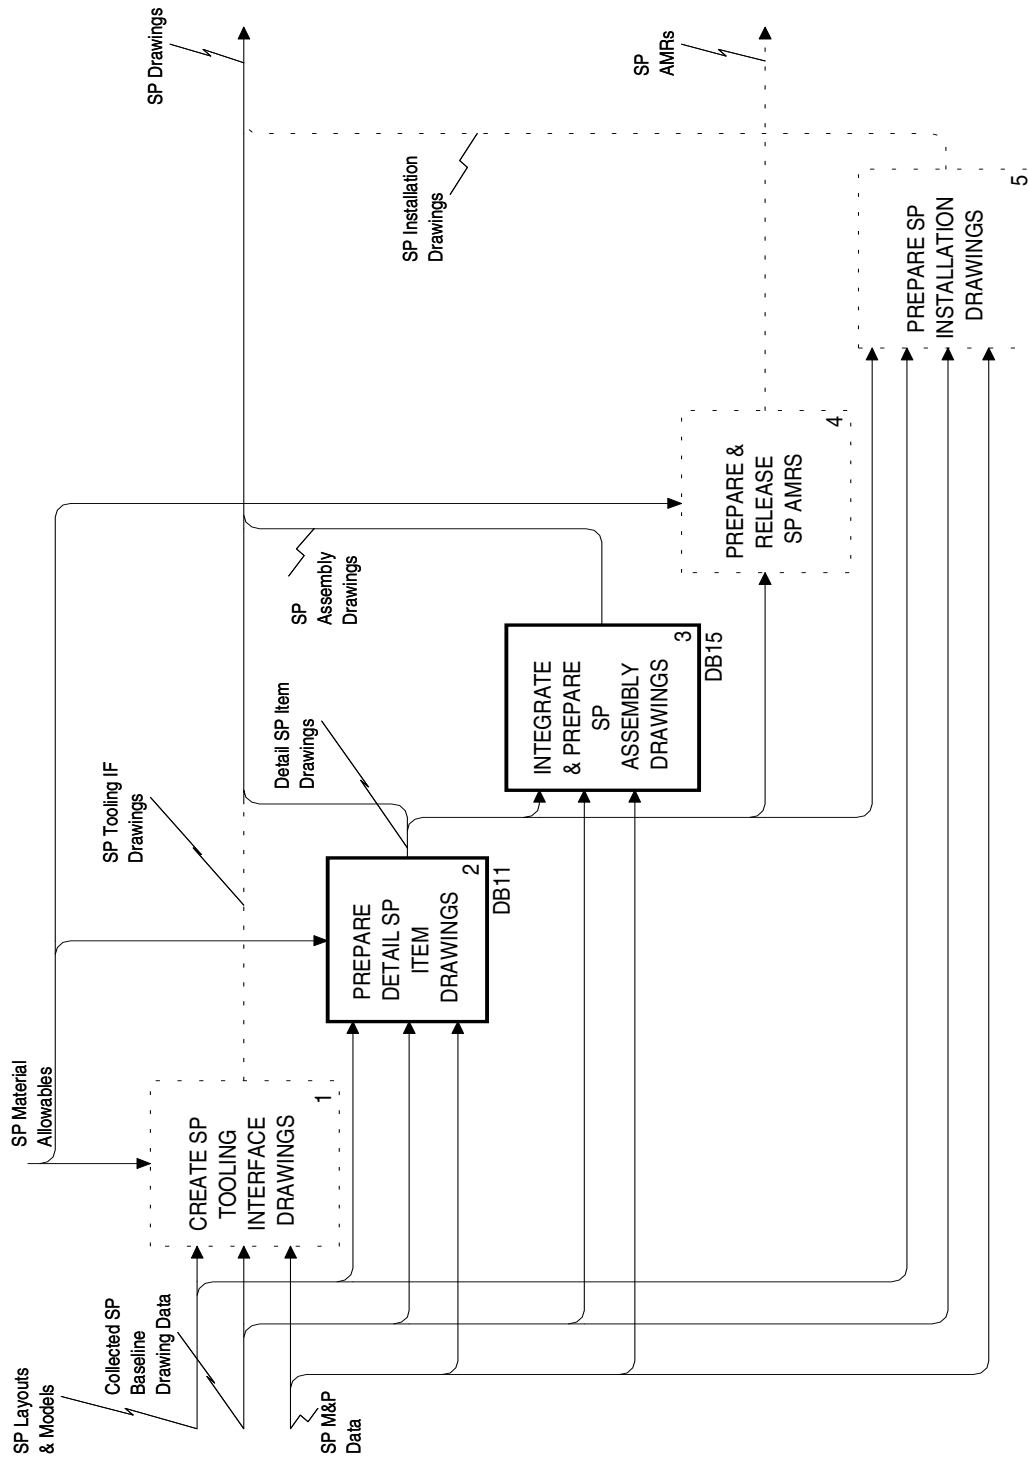 SP Material
Allowables
SP Layouts
& Models
Collected SP
Baseline
Drawing Data
SP M&P
Data
CREATE SP
TOOLING
INTERFACE
DRAWINGS
1
SP Tooling IF
Drawings
PREPARE
DETAIL SP
ITEM
DRAWINGS
2
DB11
Detail SP Item
Drawings
INTEGRATE
& PREPARE
SP
ASSEMBLY
DRAWINGS
3
DB15
SP
Assembly
Drawings
PREPARE &
RELEASE
SP AMRS
4
PREPARE SP
INSTALLATION
DRAWINGS
5
SP Installation
Drawings
SP Drawings
SP
AMRs